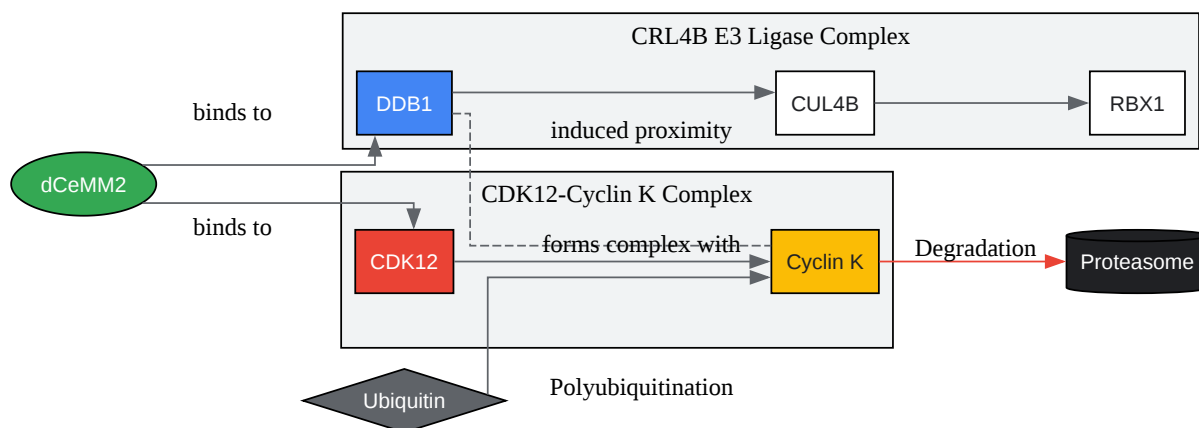 CRL4B E3 Ligase Complex
DDB1
CUL4B
RBX1
binds to
induced proximity
dCeMM2
CDK12-Cyclin K Complex
binds to
forms complex with
CDK12
Cyclin K
Degradation
Proteasome
Polyubiquitination
Ubiquitin